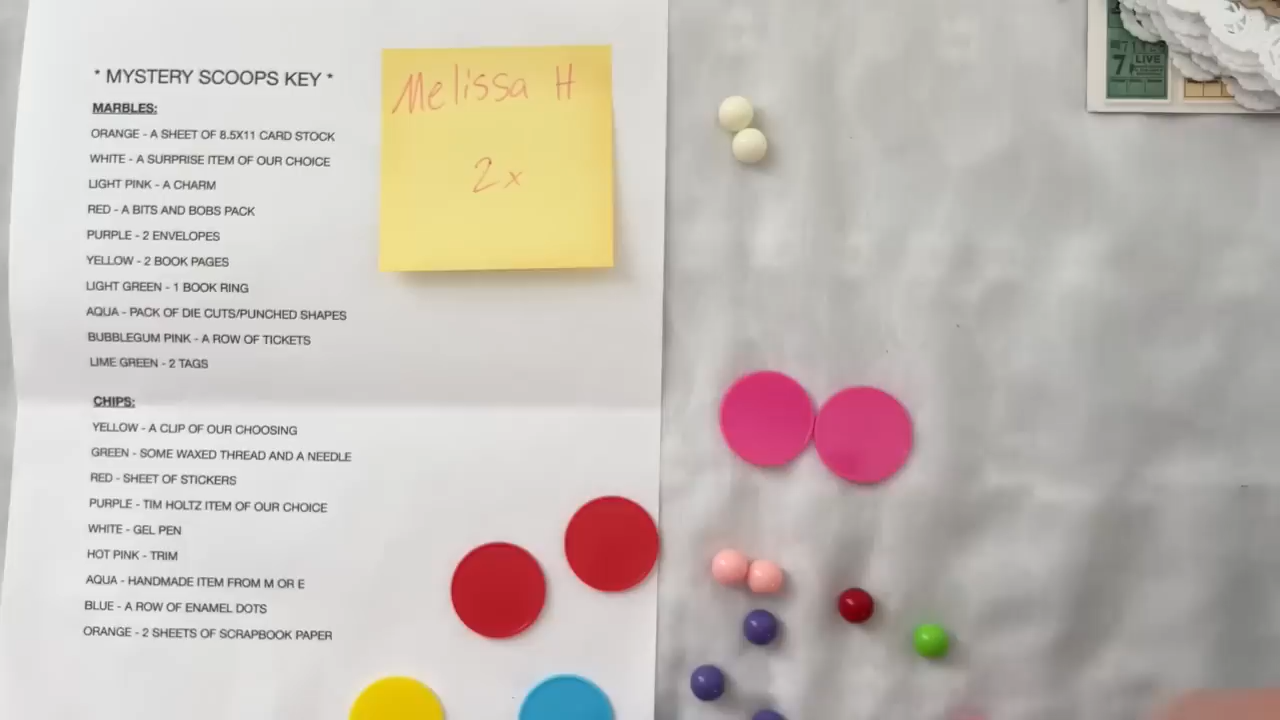 * MYSTERY SCOOPS KEY *
MARBLES:
ORANGE - A SHEET OF 8.5X11 CARD STOCK
WHITE - A SURPRISE ITEM OF OUR CHOICE
LIGHT PINK - A CHARM
RED - A BITS AND BOBS PACK
PURPLE - 2 ENVELOPES
YELLOW - 2 BOOK PAGES
LIGHT GREEN - 1 BOOK RING
AQUA - PACK OF DIE CUTS/PUNCHED SHAPES
BUBBLEGUM PINK - A ROW OF TICKETS
LIME GREEN - 2 TAGS
CHIPS:
YELLOW - A CLIP OF OUR CHOOSING
GREEN - SOME WAXED THREAD AND A NEEDLE
RED - SHEET OF STICKERS
PURPLE - TIM HOLTZ ITEM OF OUR CHOICE
WHITE - GEL PEN
HOT PINK - TRIM
AQUA - HANDMADE ITEM FROM M OR E
BLUE - A ROW OF ENAMEL DOTS
ORANGE - 2 SHEETS OF SCRAPBOOK PAPER
Melissa H
2x
7
LIVE